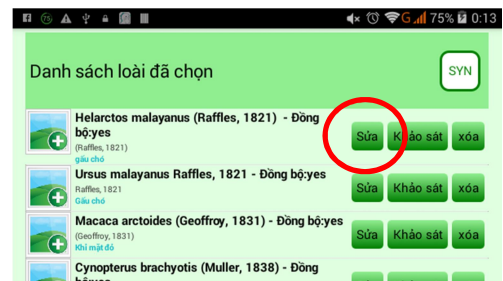 75 G 75% 0:13
Danh sách loài đã chọn SYN
Helarctos malayanus (Raffles, 1821) - Đồng
bộ:yes
(Raffles, 1821)
gấu chó
Sửa Khảo sát xóa
Ursus malayanus Raffles, 1821 - Đồng bộ:yes
Raffles, 1821
Gấu chó
Sửa Khảo sát xóa
Macaca arctoides (Geoffroy, 1831) - Đồng bộ:yes
(Geoffroy, 1831)
Khỉ mặt đỏ
Sửa Khảo sát xóa
Cynopterus brachyotis (Muller, 1838) - Đồng
bộ:yes